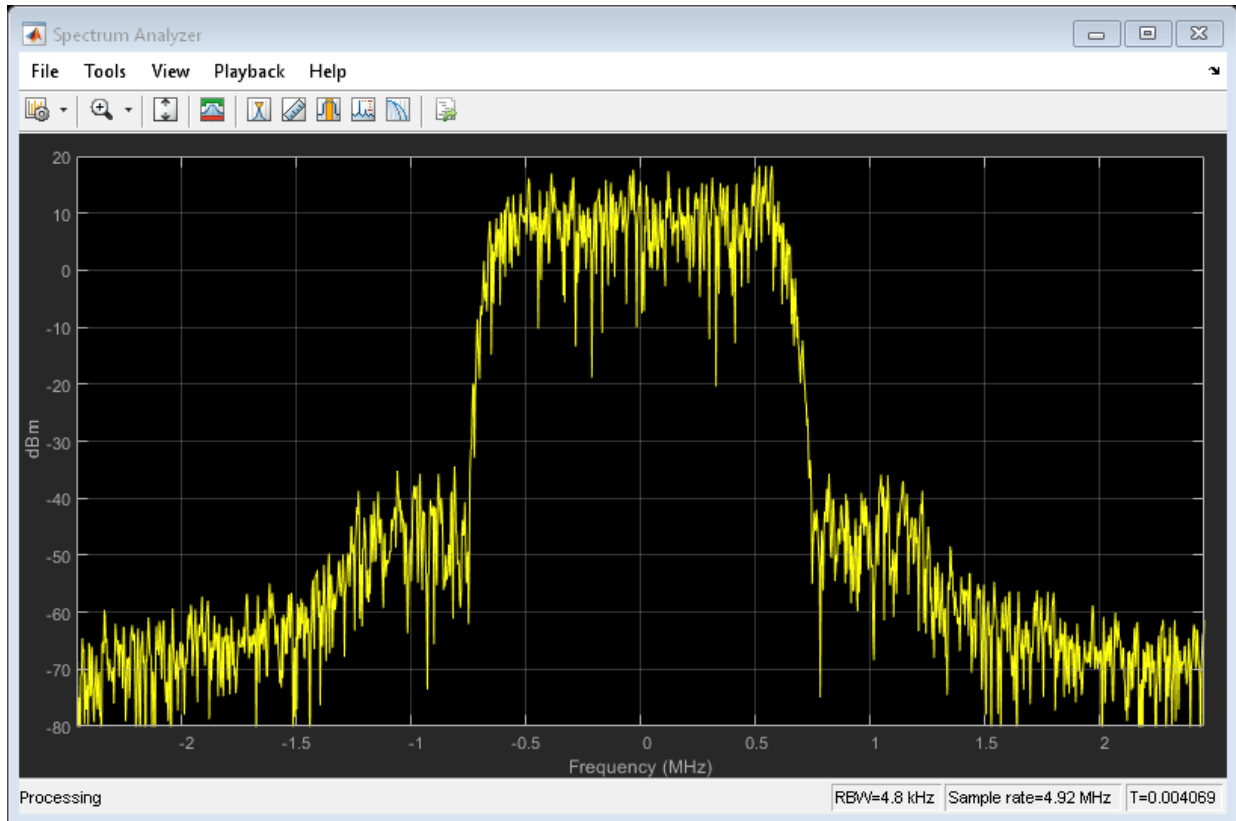 Spectrum Analyzer
File Tools View Playback Help
20
10
0
-10
-20
-30
-40
-50
-60
-70
-80
dBm
-2 -1.5 -1 -0.5 0 0.5 1 1.5 2
Frequency (MHz)
Processing RBW=4.8 kHz Sample rate=4.92 MHz T=0.004069